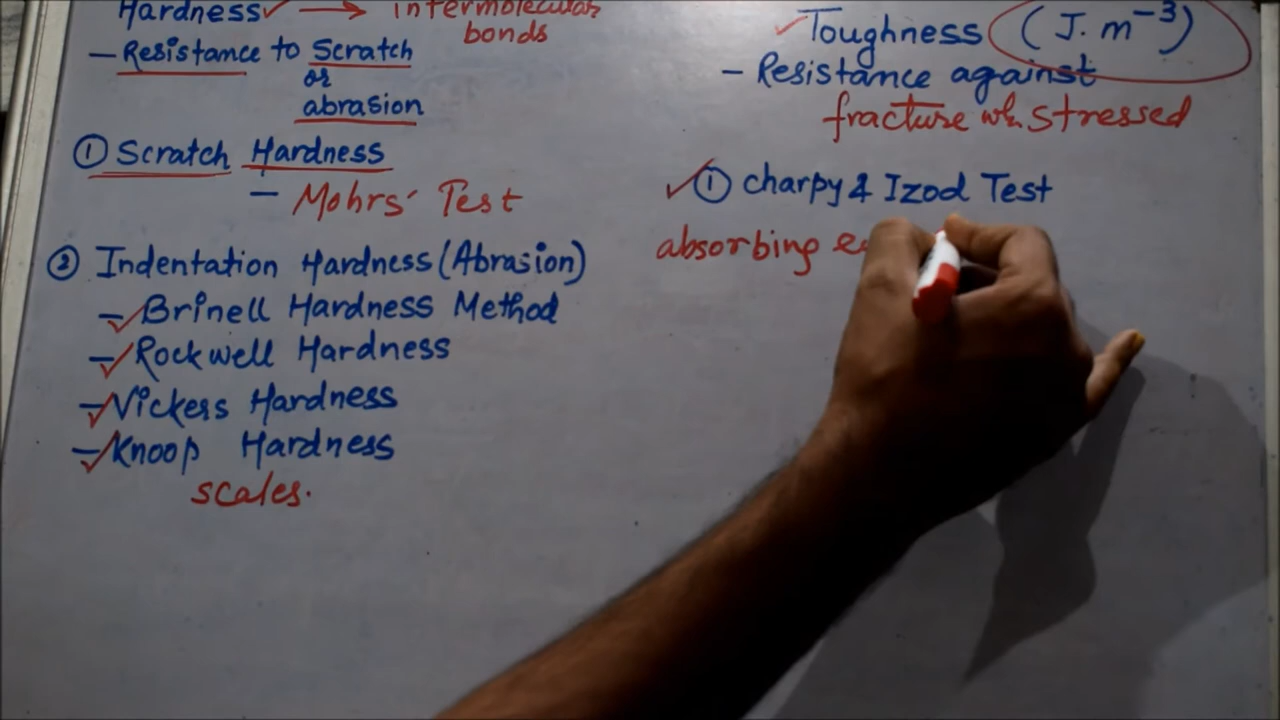 Hardness✓ → intermolecular
bonds
– Resistance to Scratch
or
abrasion
① Scratch Hardness
– Mohrs' Test
② Indentation Hardness (Abrasion)
–✓ Brinell Hardness Method
–✓ Rockwell Hardness
–✓ Vickers Hardness
–✓ Knoop Hardness
scales.
✓ Toughness (J.m⁻³)
– Resistance against
fracture wh. stressed
✓ ① Charpy & Izod Test
absorbing